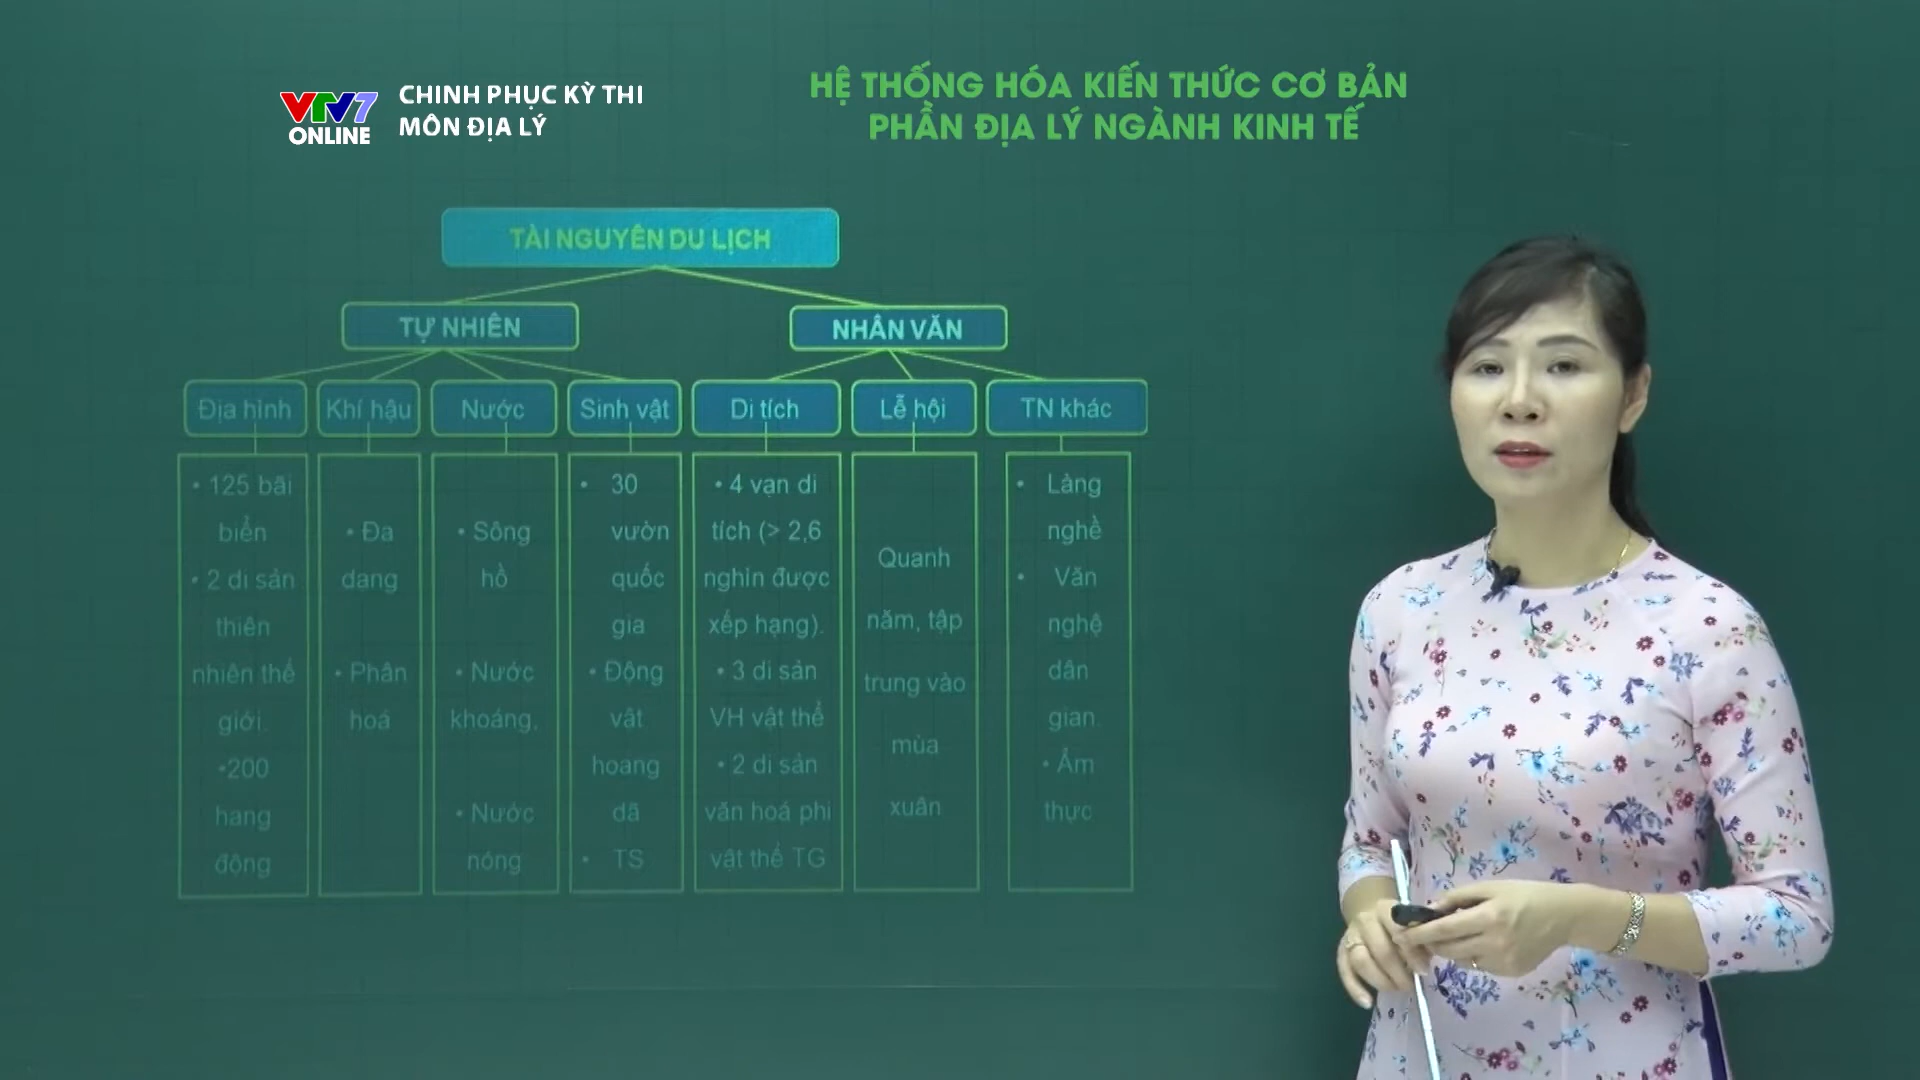 VTV7
ONLINE
CHINH PHỤC KỲ THI
MÔN ĐỊA LÝ
HỆ THỐNG HÓA KIẾN THỨC CƠ BẢN
PHẦN ĐỊA LÝ NGÀNH KINH TẾ
TÀI NGUYÊN DU LỊCH
TỰ NHIÊN
NHÂN VĂN
Địa hình
Khí hậu
Nước
Sinh vật
Di tích
Lễ hội
TN khác
• 125 bãi
biển
• 2 di sản
thiên
nhiên thế
giới.
•200
hang
động
• Đa
dang
• Phân
hoá
• Sông
hồ
• Nước
khoáng,
• Nước
nóng
• 30
vườn
quốc
gia
• Động
vật
hoang
dã
• TS
• 4 vạn di
tích (> 2,6
nghìn được
xếp hạng).
• 3 di sản
VH vật thể
• 2 di sản
văn hoá phi
vật thể TG
Quanh
năm, tập
trung vào
mùa
xuân
• Làng
nghề
• Văn
nghệ
dân
gian.
• Ẩm
thực